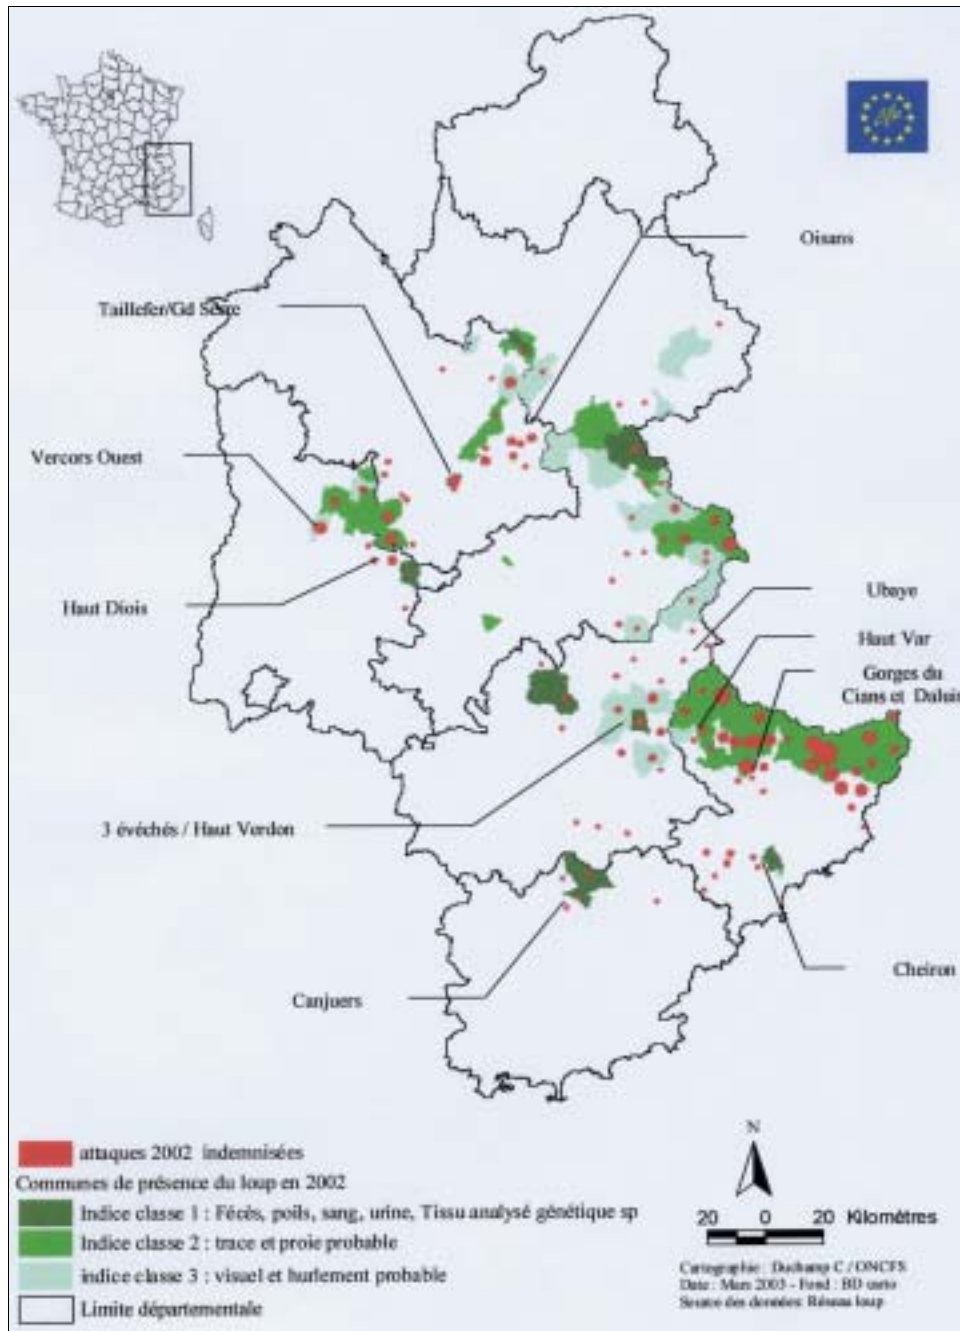 Oisans
Taillefer/Gd Serre
Vercors Ouest
Haut Diois
Ubaye
Haut Var
Gorges du
Cians et Daluis
3 évéchés / Haut Verdon
Canjuers
Cheiron
attaques 2002 indemnisées
Communes de présence du loup en 2002
Indice classe 1 : Fécès, poils, sang, urine, Tissu analysé génétique sp
Indice classe 2 : trace et proie probable
indice classe 3 : visuel et hurlement probable
Limite départementale
N
20 0 20 Kilométres
Cartographie : Duchamp C / ONCFS
Date : Mars 2003 - Fond : BD carto
Source des données: Réseau loup